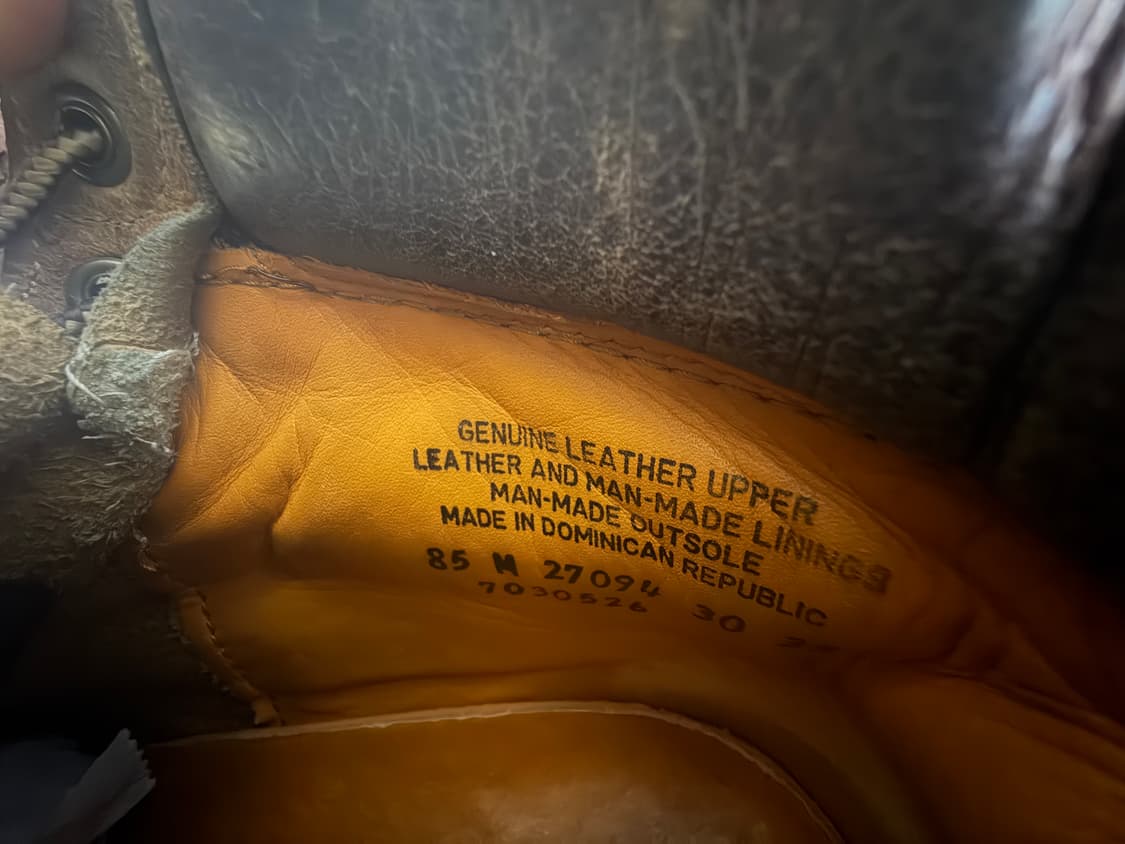 GENUINE LEATHER UPPER
LEATHER AND MAN-MADE LININGS
MAN-MADE OUTSOLE
MADE IN DOMINICAN REPUBLIC
85 M 27094 30
7030526